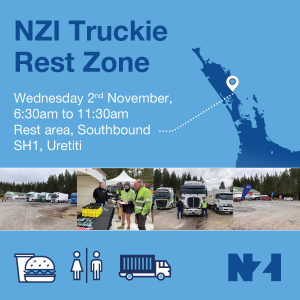 NZI Truckie
Rest Zone
Wednesday 2nd November,
6:30am to 11:30am
Rest area, Southbound
SH1, Uretiti
NZI